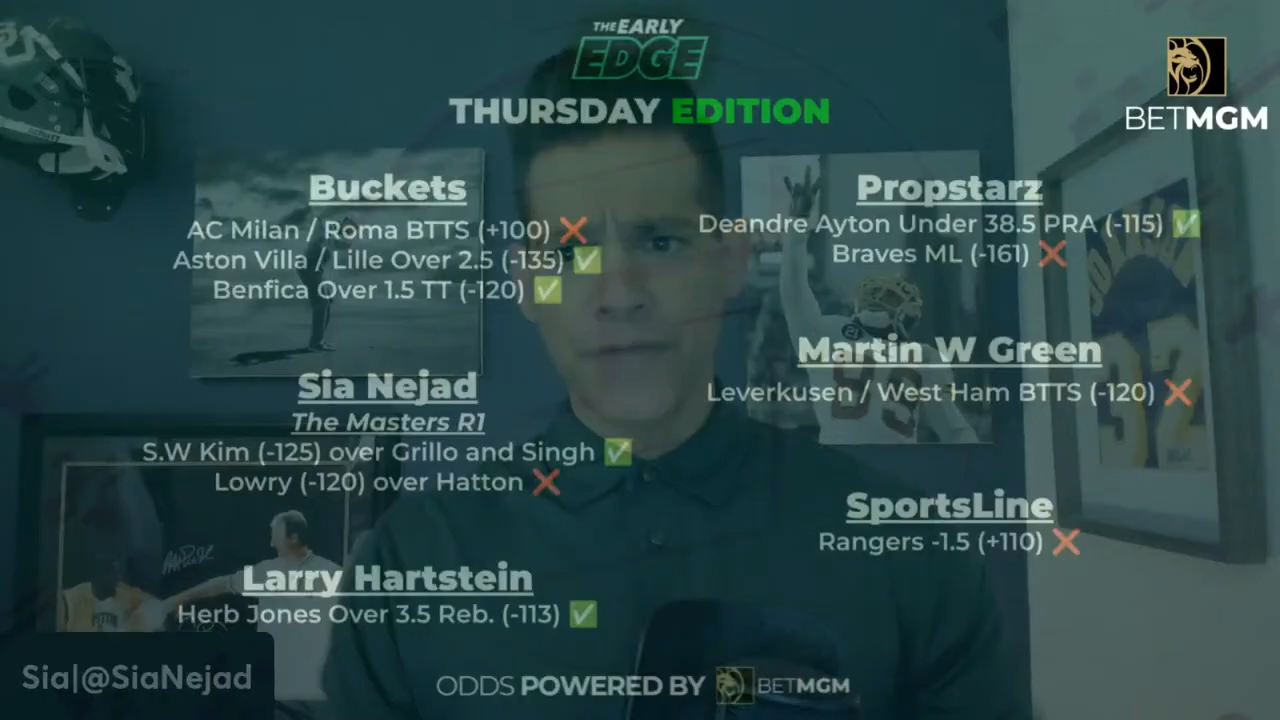 THE EARLY
EDGE
THURSDAY EDITION
BETMGM
Buckets
AC Milan / Roma BTTS (+100) ❌
Aston Villa / Lille Over 2.5 (-135) ✅
Benfica Over 1.5 TT (-120) ✅
Sia Nejad
The Masters R1
S.W Kim (-125) over Grillo and Singh ✅
Lowry (-120) over Hatton ❌
Larry Hartstein
Herb Jones Over 3.5 Reb. (-113) ✅
Propstarz
Deandre Ayton Under 38.5 PRA (-115) ✅
Braves ML (-161) ❌
Martin W Green
Leverkusen / West Ham BTTS (-120) ❌
SportsLine
Rangers -1.5 (+110) ❌
32
Sia|@SiaNejad
ODDS POWERED BY BETMGM